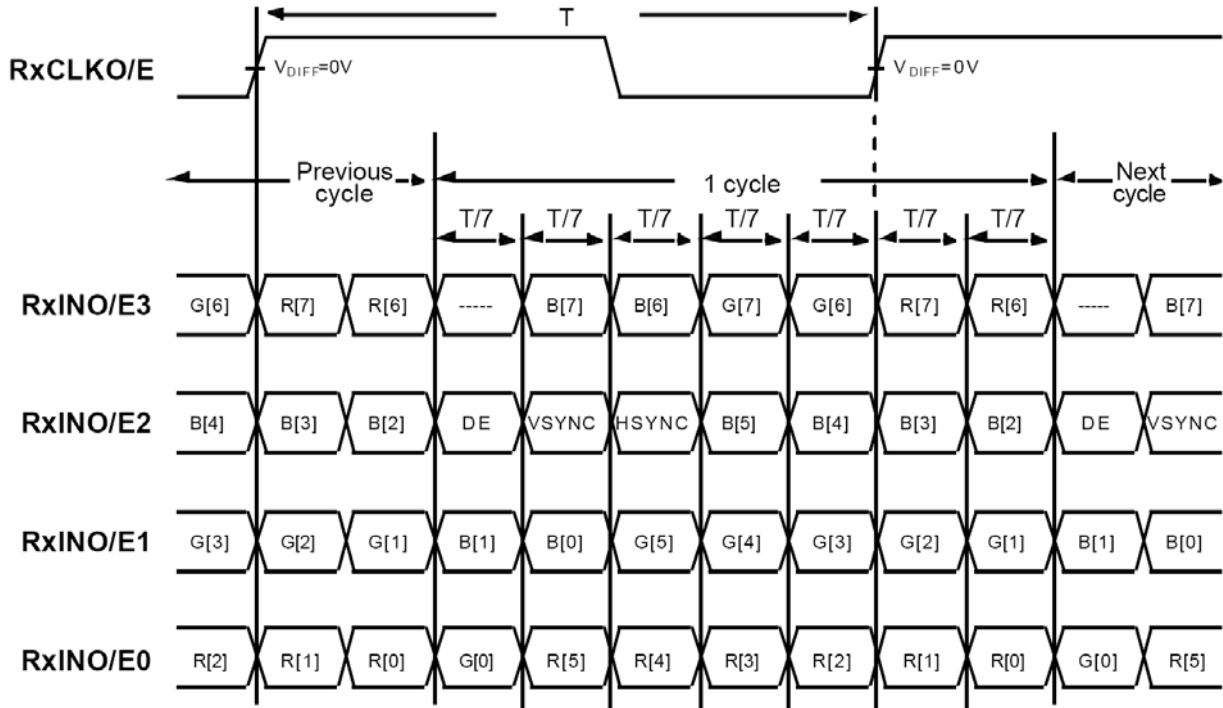 T
RxCLKO/E
VDIFF=0V
VDIFF=0V
Previous cycle
1 cycle
Next cycle
T/7 T/7 T/7 T/7 T/7 T/7 T/7
RxINO/E3 G[6] R[7] R[6] ----- B[7] B[6] G[7] G[6] R[7] R[6] ----- B[7]
RxINO/E2 B[4] B[3] B[2] DE VSYNC HSYNC B[5] B[4] B[3] B[2] DE VSYNC
RxINO/E1 G[3] G[2] G[1] B[1] B[0] G[5] G[4] G[3] G[2] G[1] B[1] B[0]
RxINO/E0 R[2] R[1] R[0] G[0] R[5] R[4] R[3] R[2] R[1] R[0] G[0] R[5]